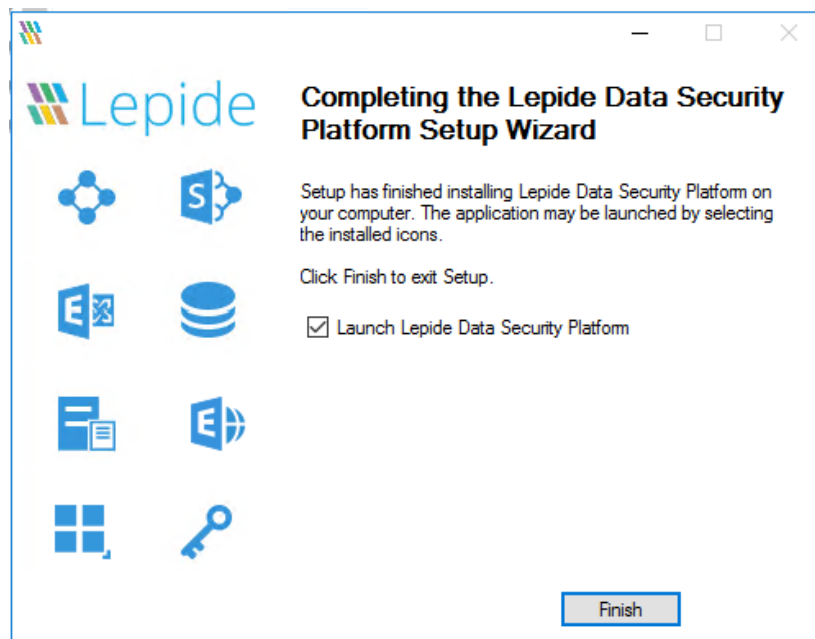 Lepide
Completing the Lepide Data Security
Platform Setup Wizard
Setup has finished installing Lepide Data Security Platform on
your computer. The application may be launched by selecting
the installed icons.
Click Finish to exit Setup.
Launch Lepide Data Security Platform
S
E
E
Finish